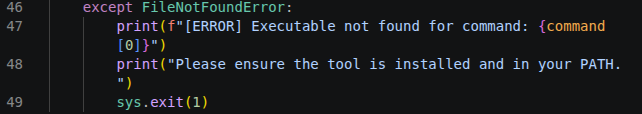 46    except FileNotFoundError:
47        print(f"[ERROR] Executable not found for command: {command
[0]}")
48        print("Please ensure the tool is installed and in your PATH.
")
49        sys.exit(1)